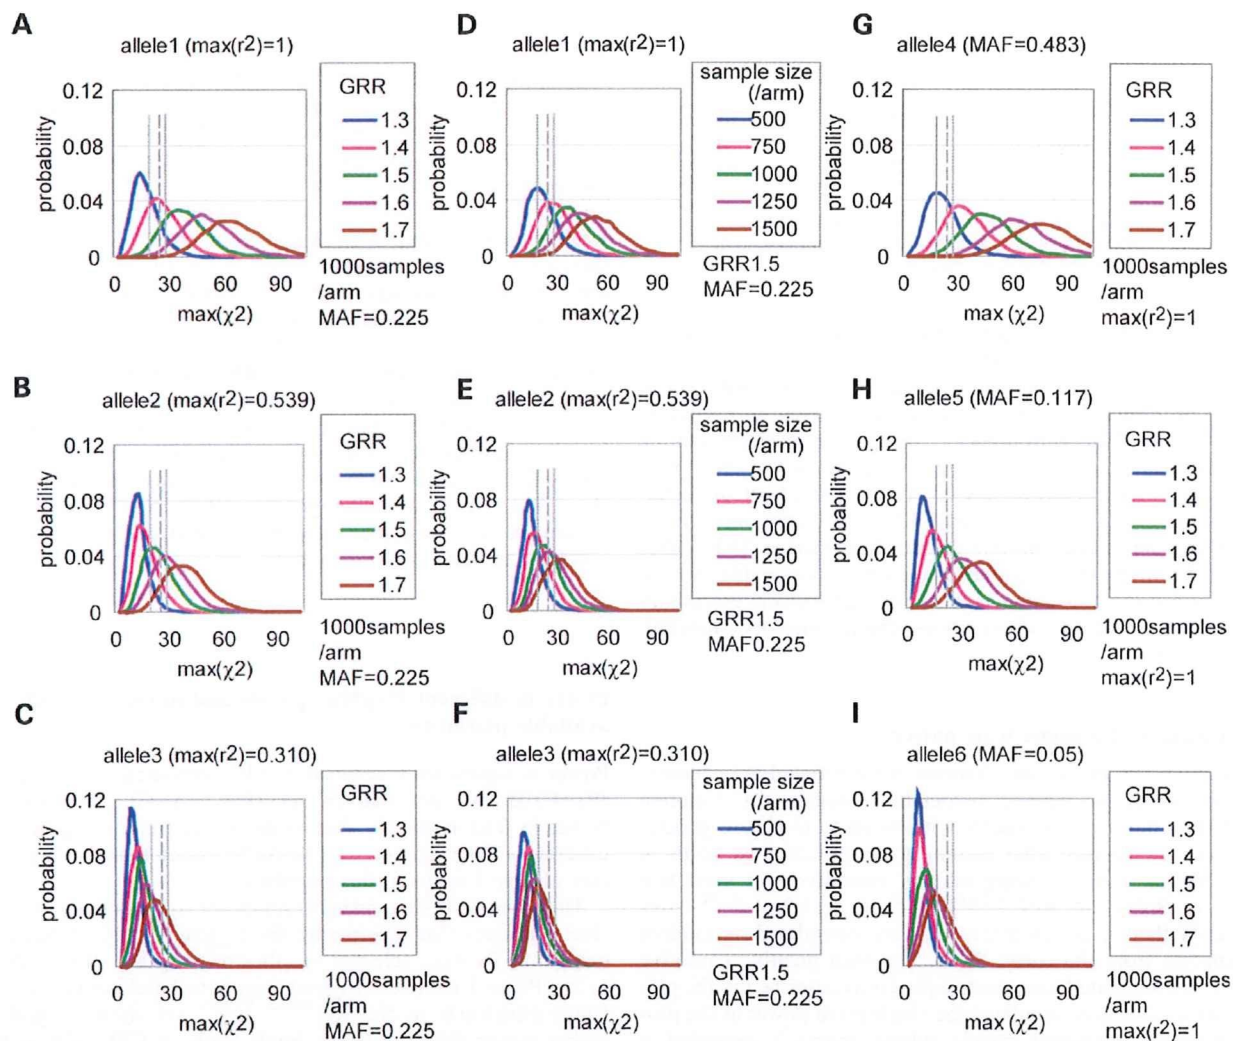 A
allele1 (max(r2)=1)
0.12
0.08
0.04
0
probability
0 30 60 90
max(χ2)
GRR
1.3
1.4
1.5
1.6
1.7
1000samples
/arm
MAF=0.225
D
allele1 (max(r2)=1)
0.12
0.08
0.04
0
probability
0 30 60 90
max(χ2)
sample size
(/arm)
500
750
1000
1250
1500
GRR1.5
MAF=0.225
G
allele4 (MAF=0.483)
0.12
0.08
0.04
0
probability
0 30 60 90
max (χ2)
GRR
1.3
1.4
1.5
1.6
1.7
1000samples
/arm
max(r2)=1
B
allele2 (max(r2)=0.539)
0.12
0.08
0.04
0
probability
0 30 60 90
max(χ2)
GRR
1.3
1.4
1.5
1.6
1.7
1000samples
/arm
MAF=0.225
E
allele2 (max(r2)=0.539)
0.12
0.08
0.04
0
probability
0 30 60 90
max(χ2)
sample size
(/arm)
500
750
1000
1250
1500
GRR1.5
MAF0.225
H
allele5 (MAF=0.117)
0.12
0.08
0.04
0
probability
0 30 60 90
max(χ2)
GRR
1.3
1.4
1.5
1.6
1.7
1000samples
/arm
max(r2)=1
C
allele3 (max(r2)=0.310)
0.12
0.08
0.04
0
probability
0 30 60 90
max(χ2)
GRR
1.3
1.4
1.5
1.6
1.7
1000samples
/arm
MAF=0.225
F
allele3 (max(r2)=0.310)
0.12
0.08
0.04
0
probability
0 30 60 90
max(χ2)
sample size
(/arm)
500
750
1000
1250
1500
GRR1.5
MAF=0.225
I
allele6 (MAF=0.05)
0.12
0.08
0.04
0
probability
0 30 60 90
max (χ2)
GRR
1.3
1.4
1.5
1.6
1.7
1000samples
/arm
max(r2)=1